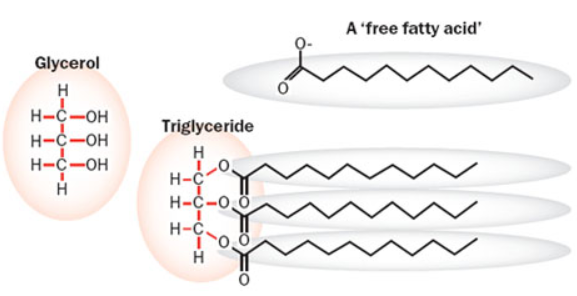 A 'free fatty acid'
O-
O
Glycerol
H
H-C-OH
H-C-OH
H-C-OH
H
Triglyceride
H
H-C-O
O
H-C-O
O
H-C-O
H
O